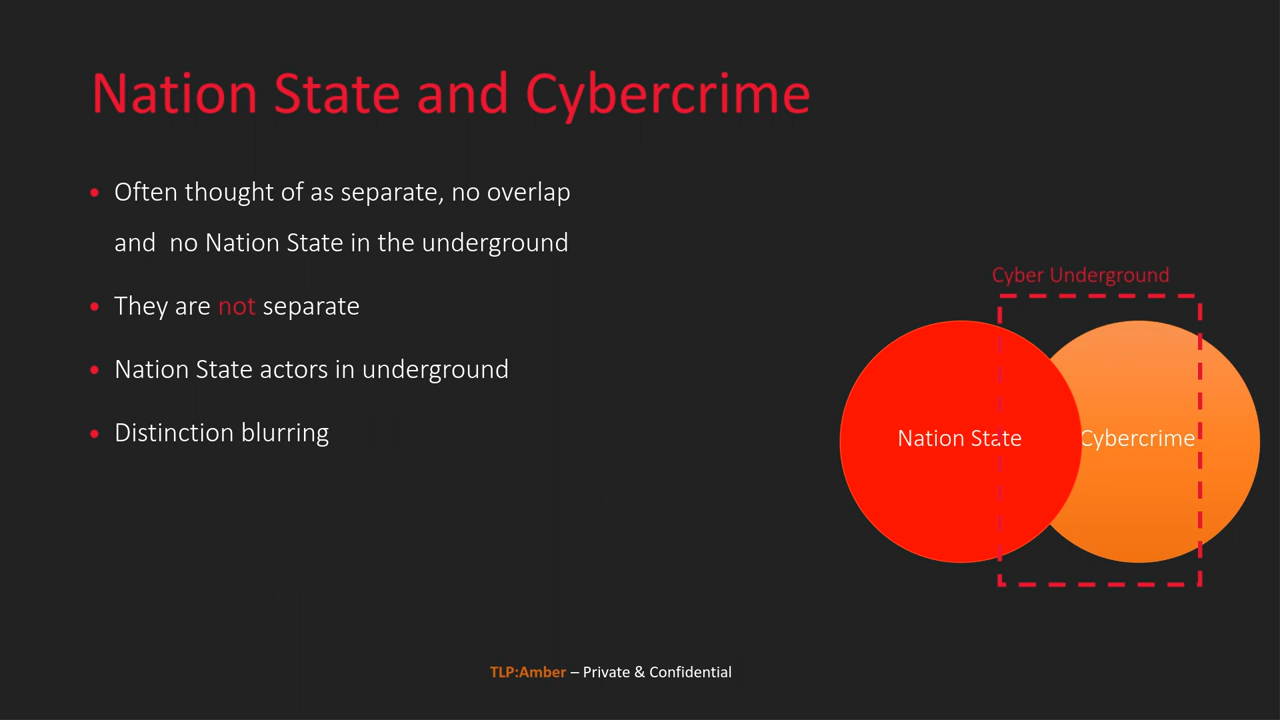 Nation State and Cybercrime
• Often thought of as separate, no overlap
and  no Nation State in the underground
• They are not separate
• Nation State actors in underground
• Distinction blurring
Cyber Underground
Nation State
Cybercrime
TLP:Amber – Private & Confidential